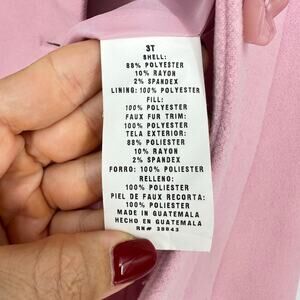 3T
SHELL:
88% POLYESTER
10% RAYON
2% SPANDEX
LINING: 100% POLYESTER
FILL:
100% POLYESTER
FAUX FUR TRIM:
100% POLYESTER
TELA EXTERIOR:
88% POLIESTER
10% RAYON
2% SPANDEX
FORRO: 100% POLIESTER
RELLENO:
100% POLIESTER
PIEL DE FAUX RECORTA:
100% POLIESTER
MADE IN GUATEMALA
HECHO EN GUATEMALA
RN# 38843